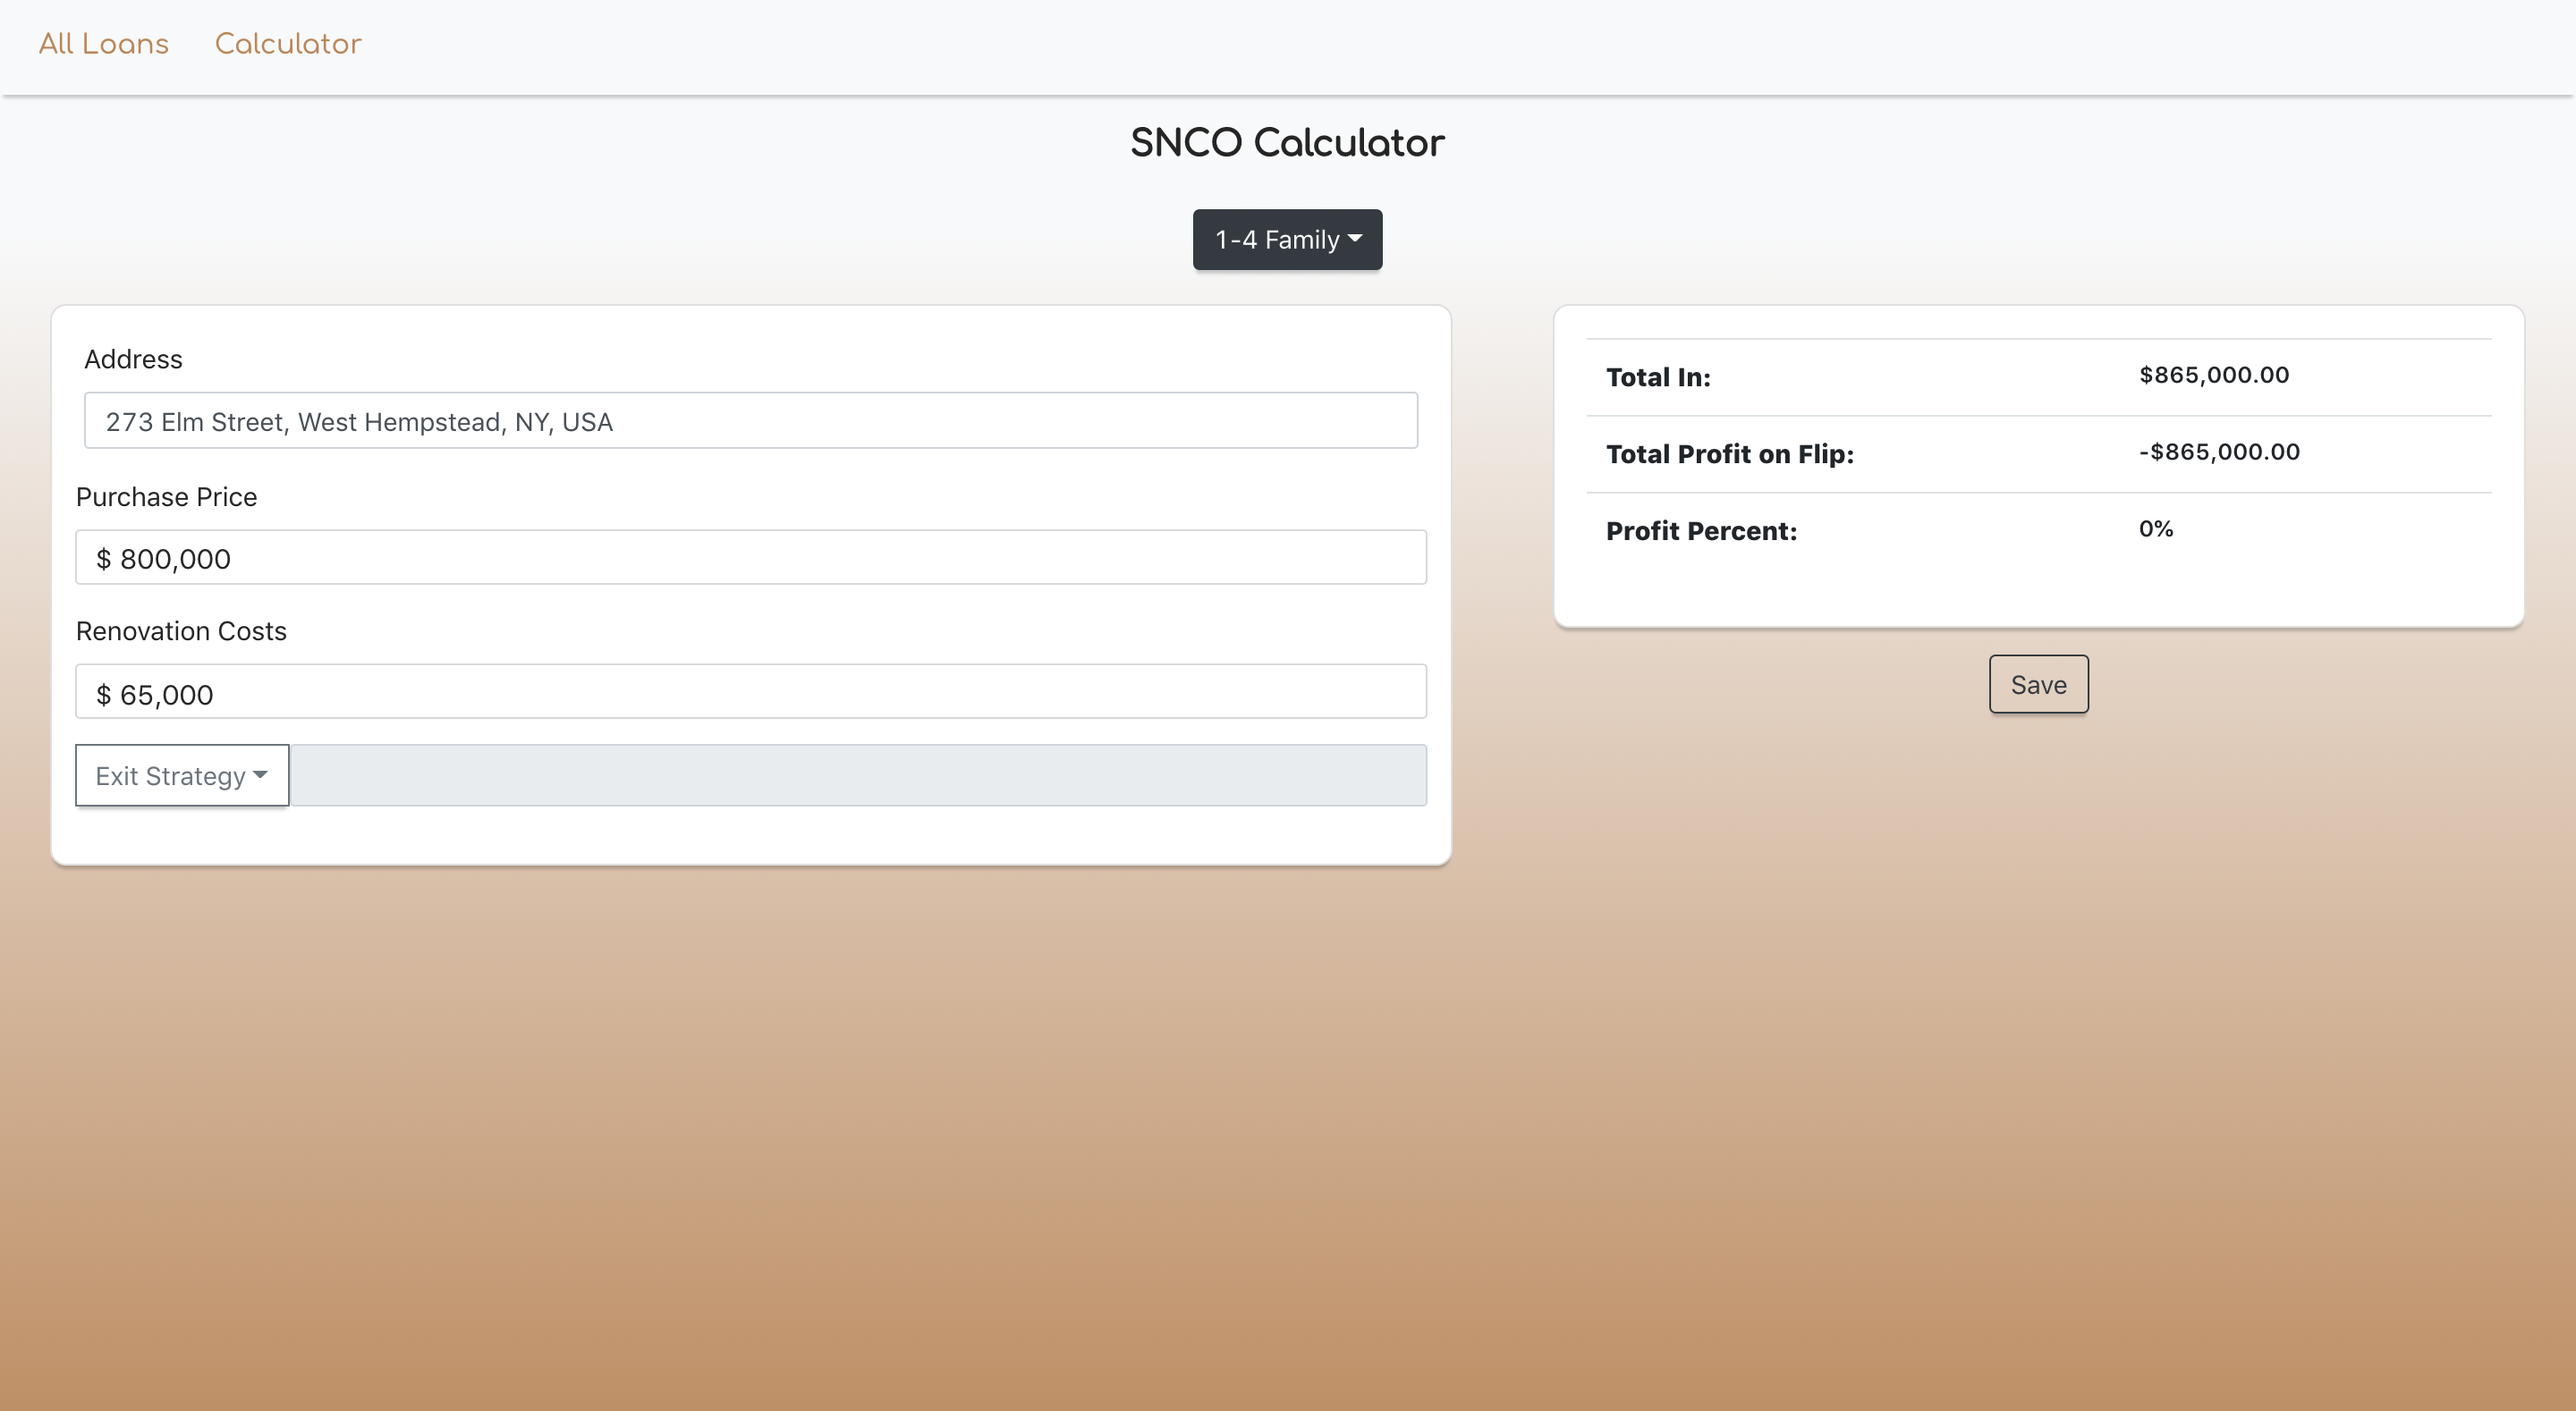 All Loans Calculator
SNCO Calculator
1-4 Family
Address
273 Elm Street, West Hempstead, NY, USA
Purchase Price
$ 800,000
Renovation Costs
$ 65,000
Exit Strategy
Total In: $865,000.00
Total Profit on Flip: -$865,000.00
Profit Percent: 0%
Save